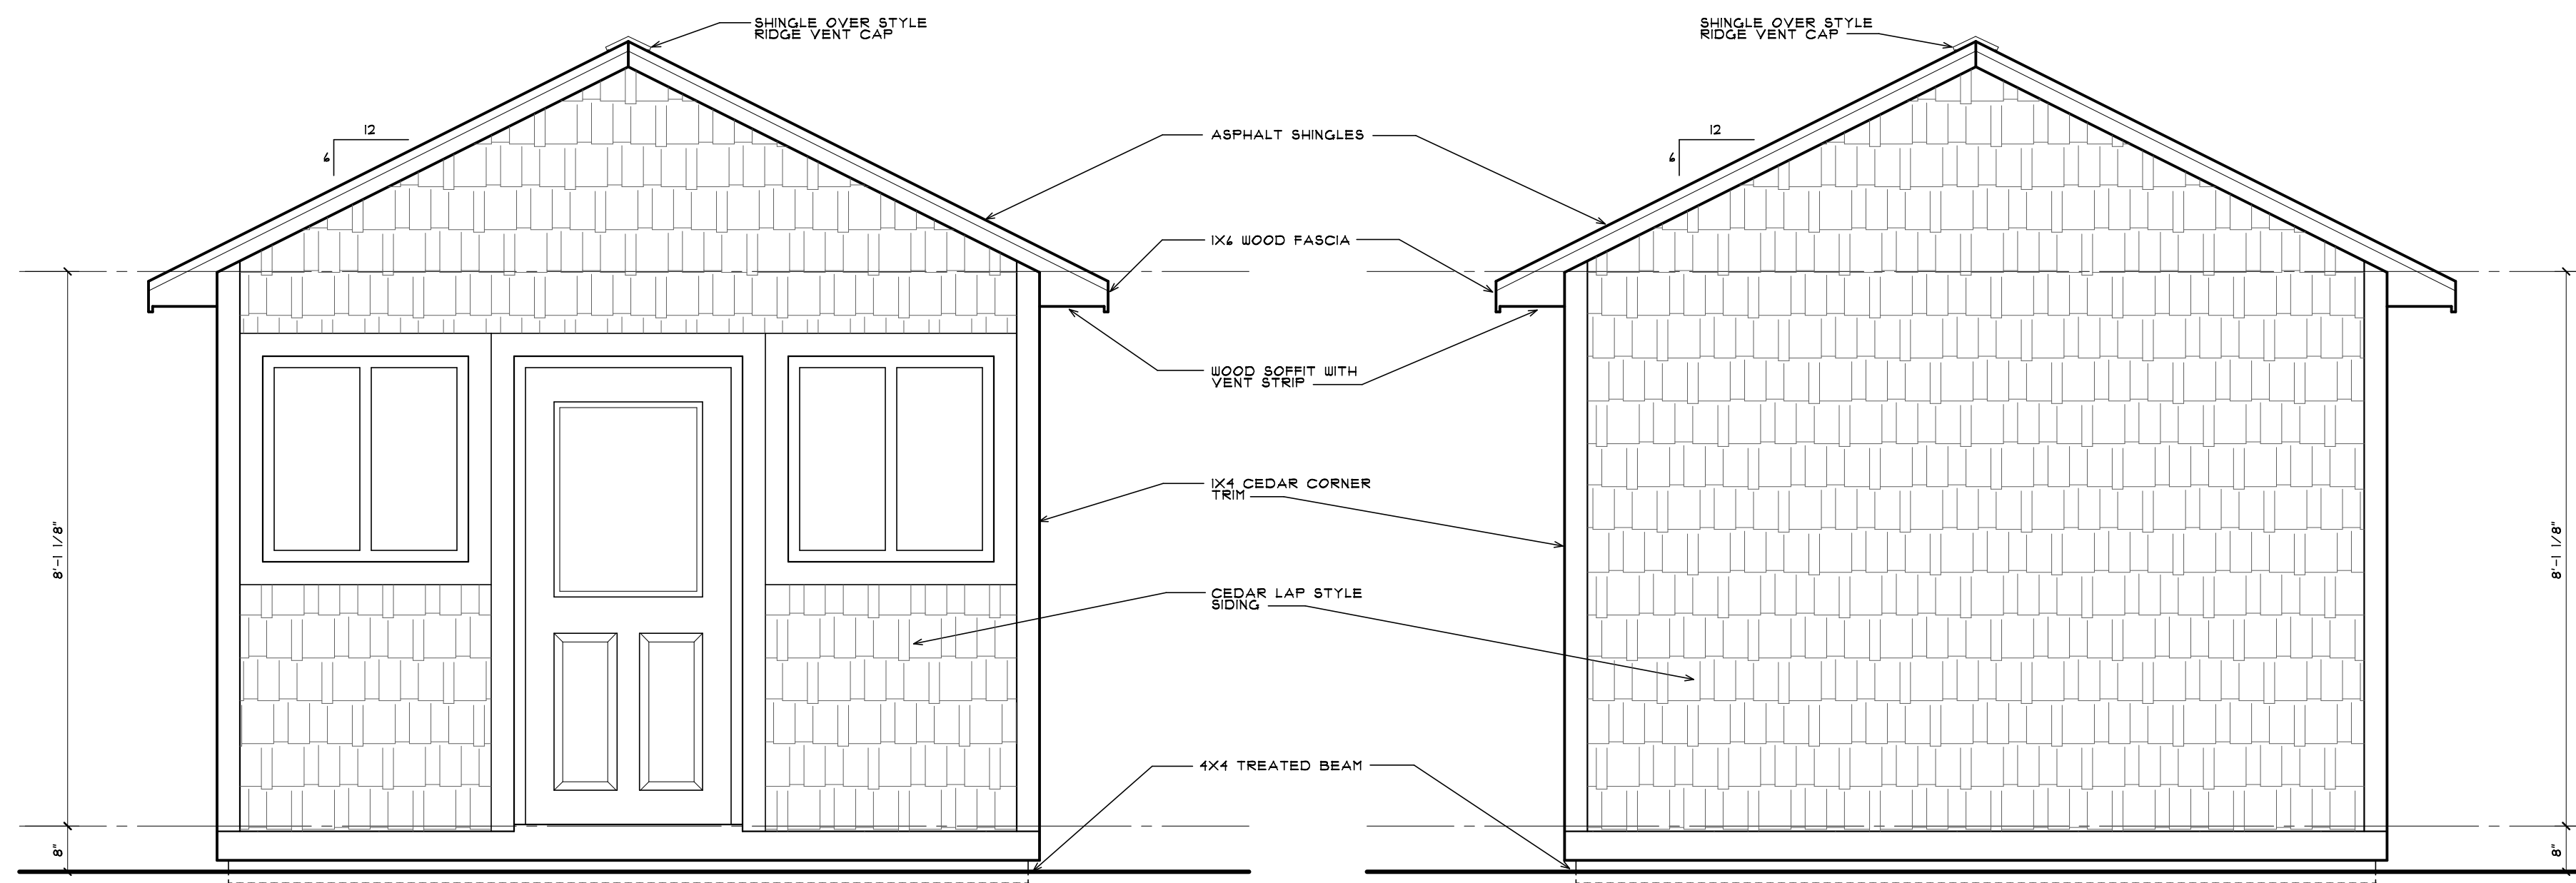 SHINGLE OVER STYLE
RIDGE VENT CAP
SHINGLE OVER STYLE
RIDGE VENT CAP
12
6
ASPHALT SHINGLES
12
6
1X6 WOOD FASCIA
WOOD SOFFIT WITH
VENT STRIP
1X4 CEDAR CORNER
TRIM
8'-1 1/8"
8'-1 1/8"
CEDAR LAP STYLE
SIDING
4X4 TREATED BEAM
8"
8"